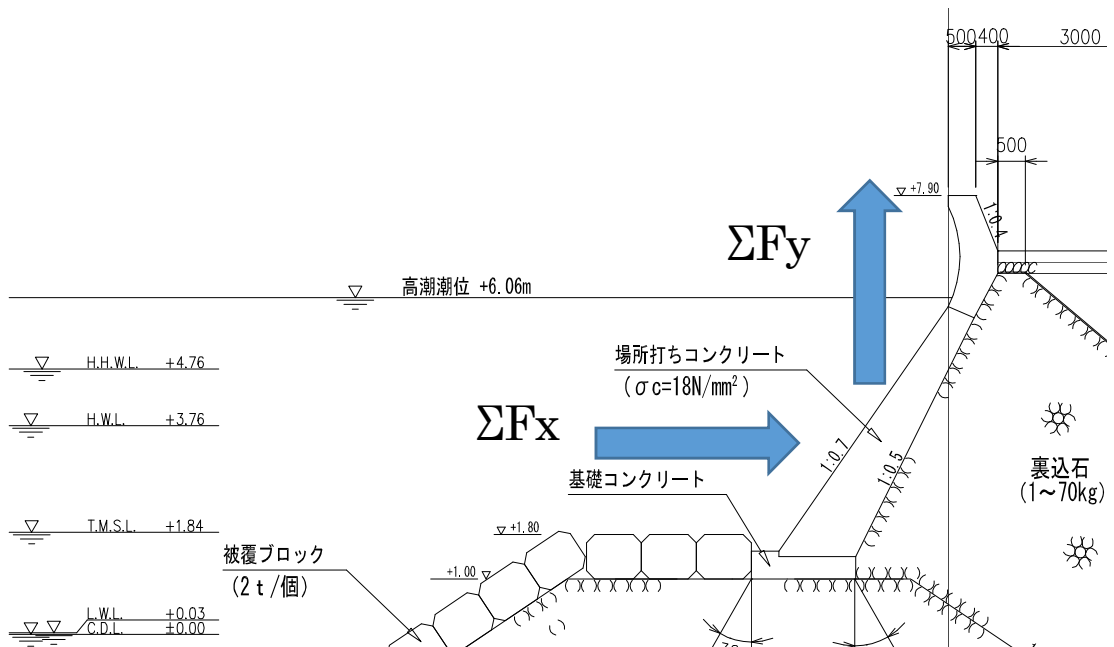 500 400 3000
500
+7.90
1:0.4
ΣFy
高潮潮位 +6.06m
場所打ちコンクリート
(σc=18N/mm²)
H.H.W.L. +4.76
H.W.L. +3.76
ΣFx
1:0.7
1:0.5
裏込石
(1～70kg)
基礎コンクリート
T.M.S.L. +1.84
+1.80
被覆ブロック
(2t/個)
+1.00
L.W.L. +0.03
C.D.L. ±0.00